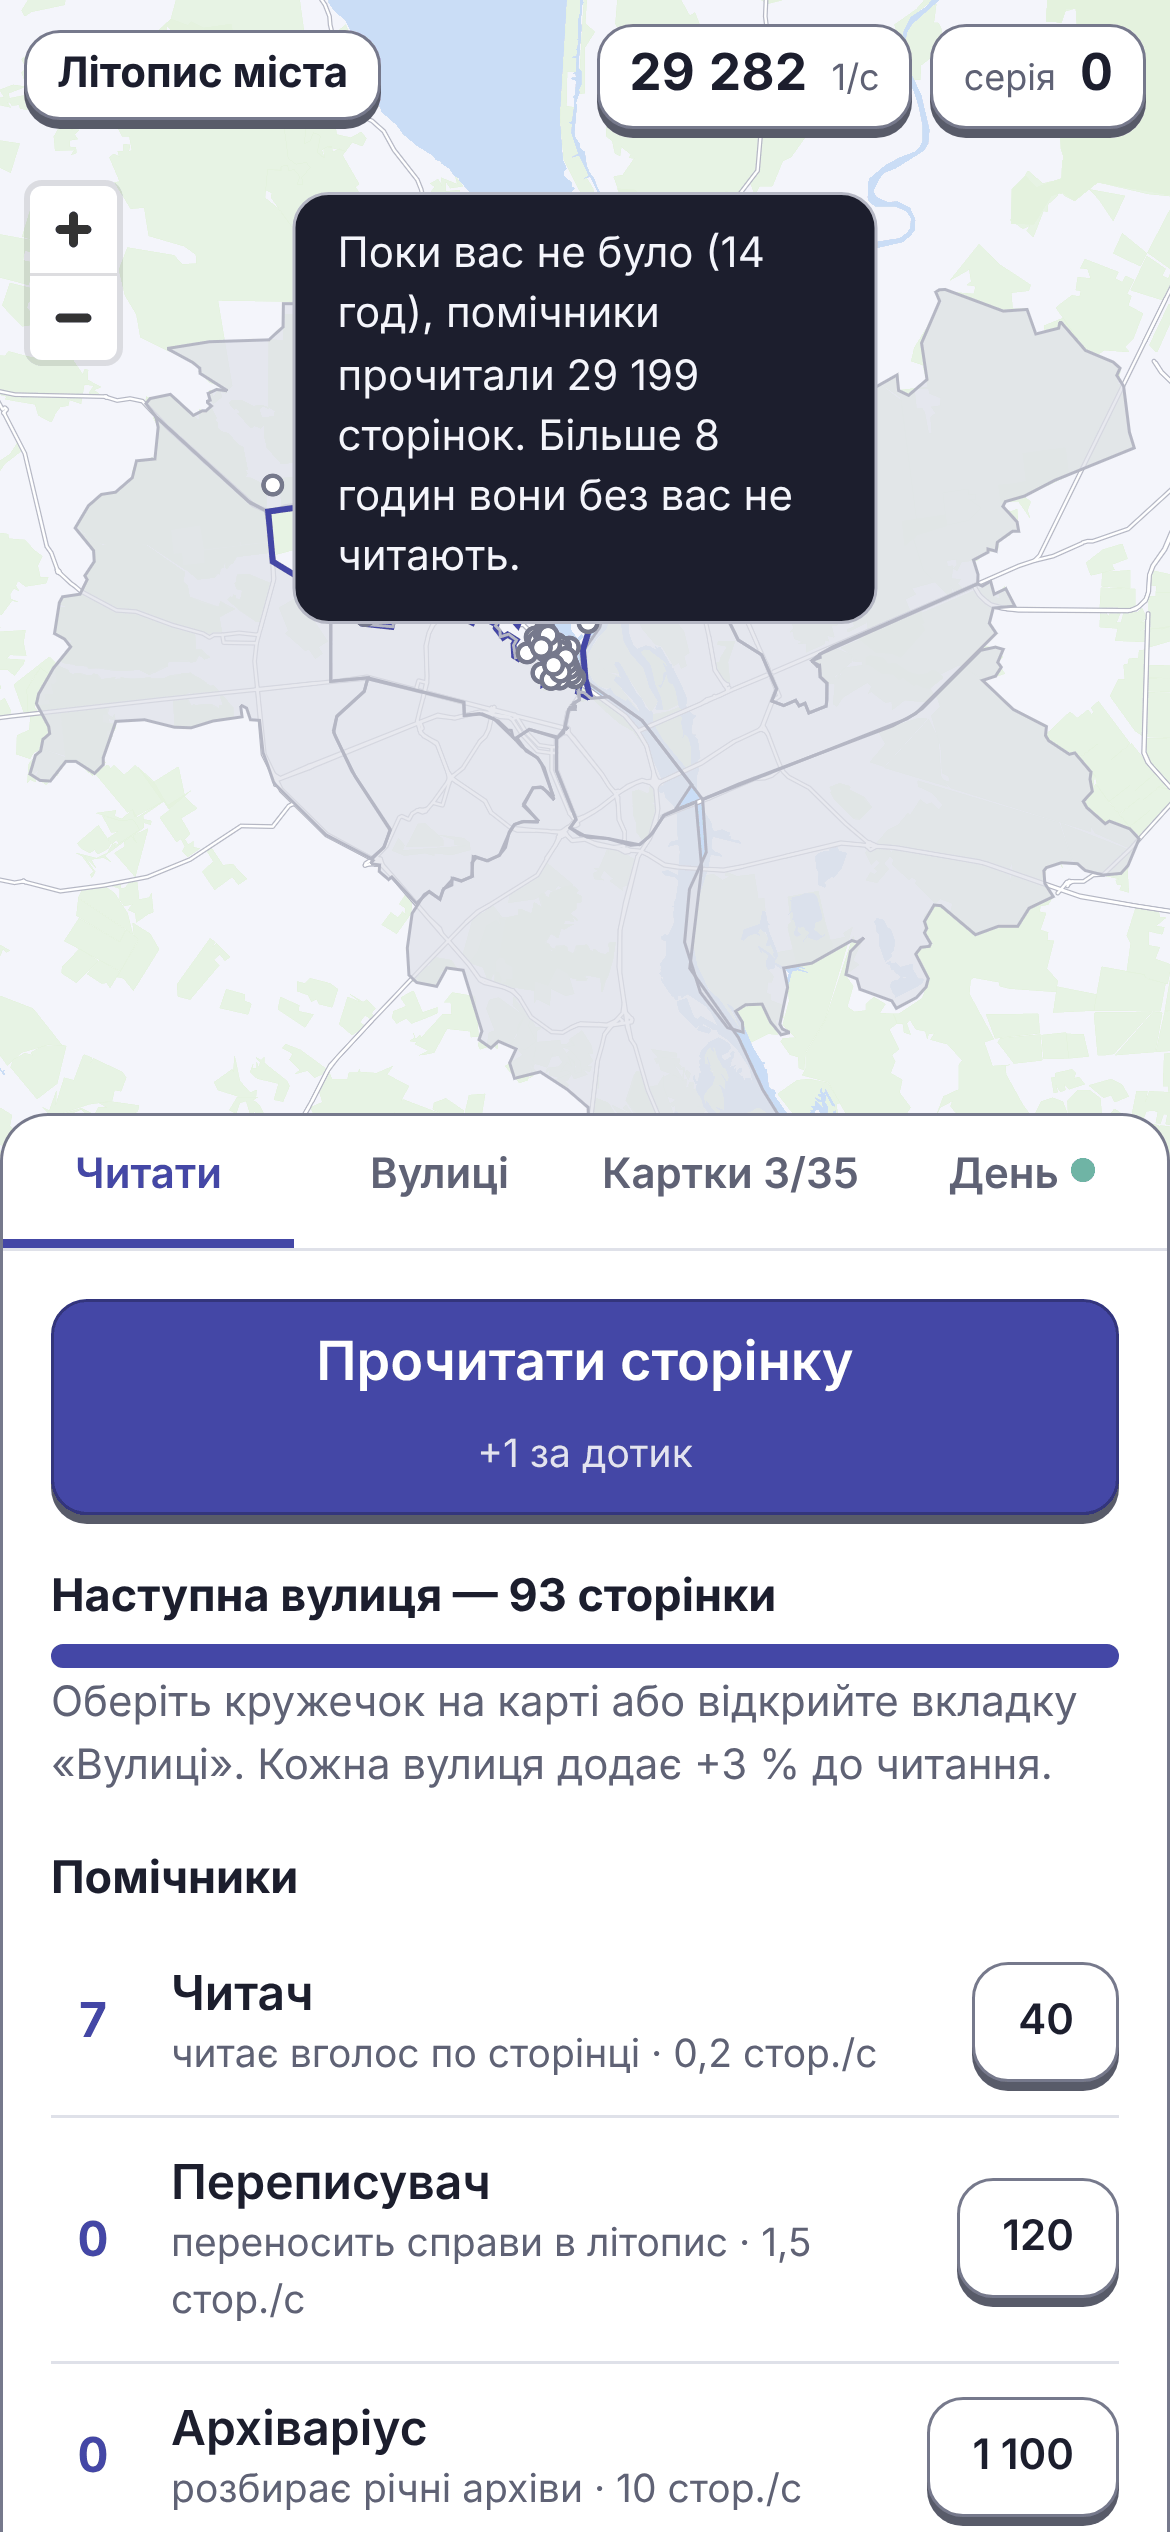 Літопис міста
29 282 1/с
серія 0
+
−
Поки вас не було (14
год), помічники
прочитали 29 199
сторінок. Більше 8
годин вони без вас не
читають.
Читати
Вулиці
Картки 3/35
День
Прочитати сторінку
+1 за дотик
Наступна вулиця — 93 сторінки
Оберіть кружечок на карті або відкрийте вкладку
«Вулиці». Кожна вулиця додає +3 % до читання.
Помічники
7
Читач
читає вголос по сторінці · 0,2 стор./с
40
0
Переписувач
переносить справи в літопис · 1,5
стор./с
120
0
Архіваріус
розбирає річні архіви · 10 стор./с
1 100